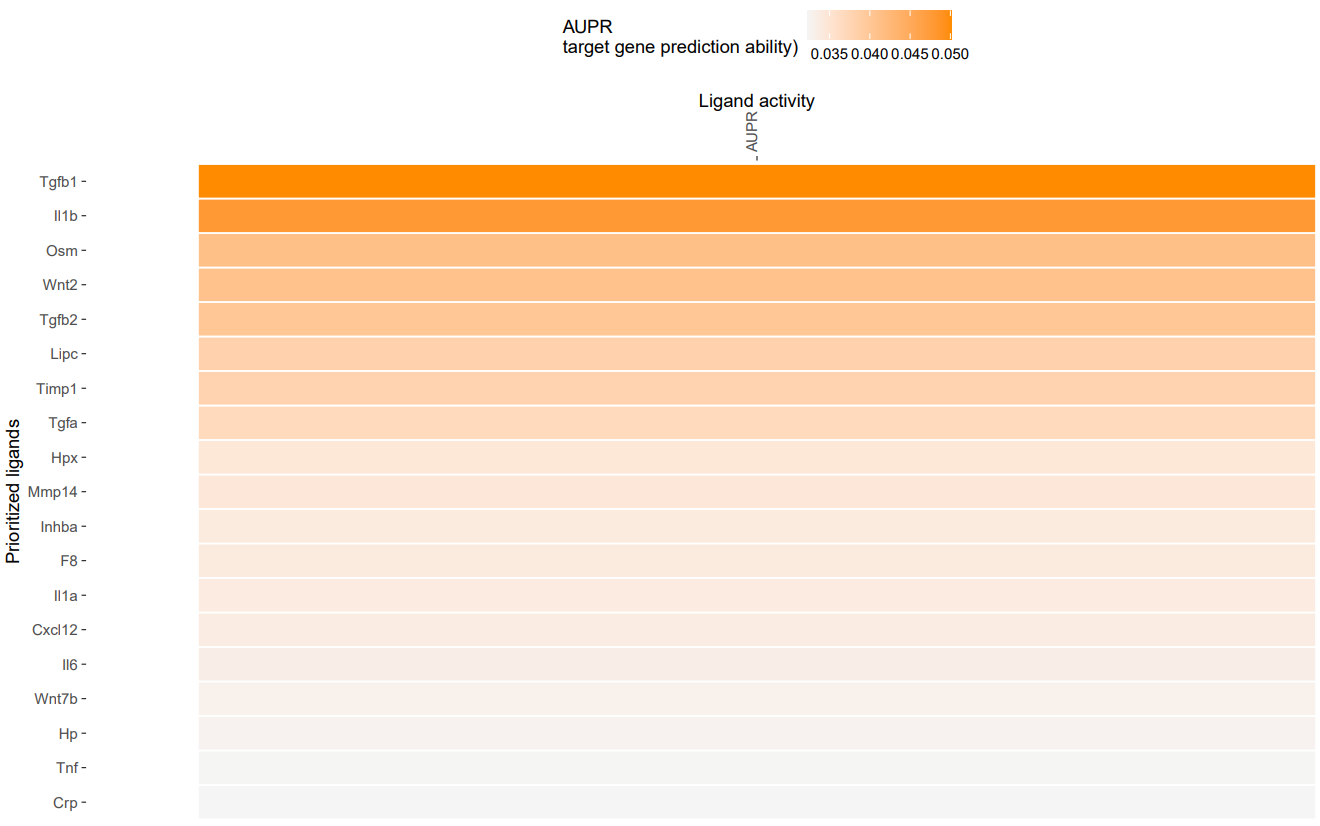 AUPR
target gene prediction ability)
0.035 0.040 0.045 0.050
Ligand activity
AUPR
Prioritized ligands
Tgfb1
Il1b
Osm
Wnt2
Tgfb2
Lipc
Timp1
Tgfa
Hpx
Mmp14
Inhba
F8
Il1a
Cxcl12
Il6
Wnt7b
Hp
Tnf
Crp